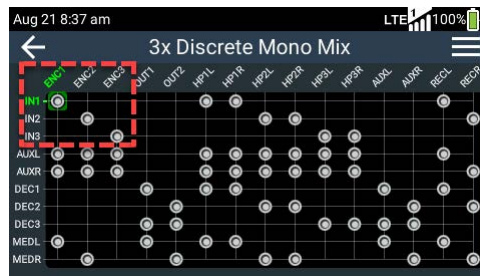 Aug 21 8:37 am LTE 1 100%
3x Discrete Mono Mix
ENC1 ENC2 ENC3 OUT1 OUT2 HP1L HP1R HP2L HP2R HP3L HP3R AUXL AUXR RECL RECR
IN1
IN2
IN3
AUXL
AUXR
DEC1
DEC2
DEC3
MEDL
MEDR